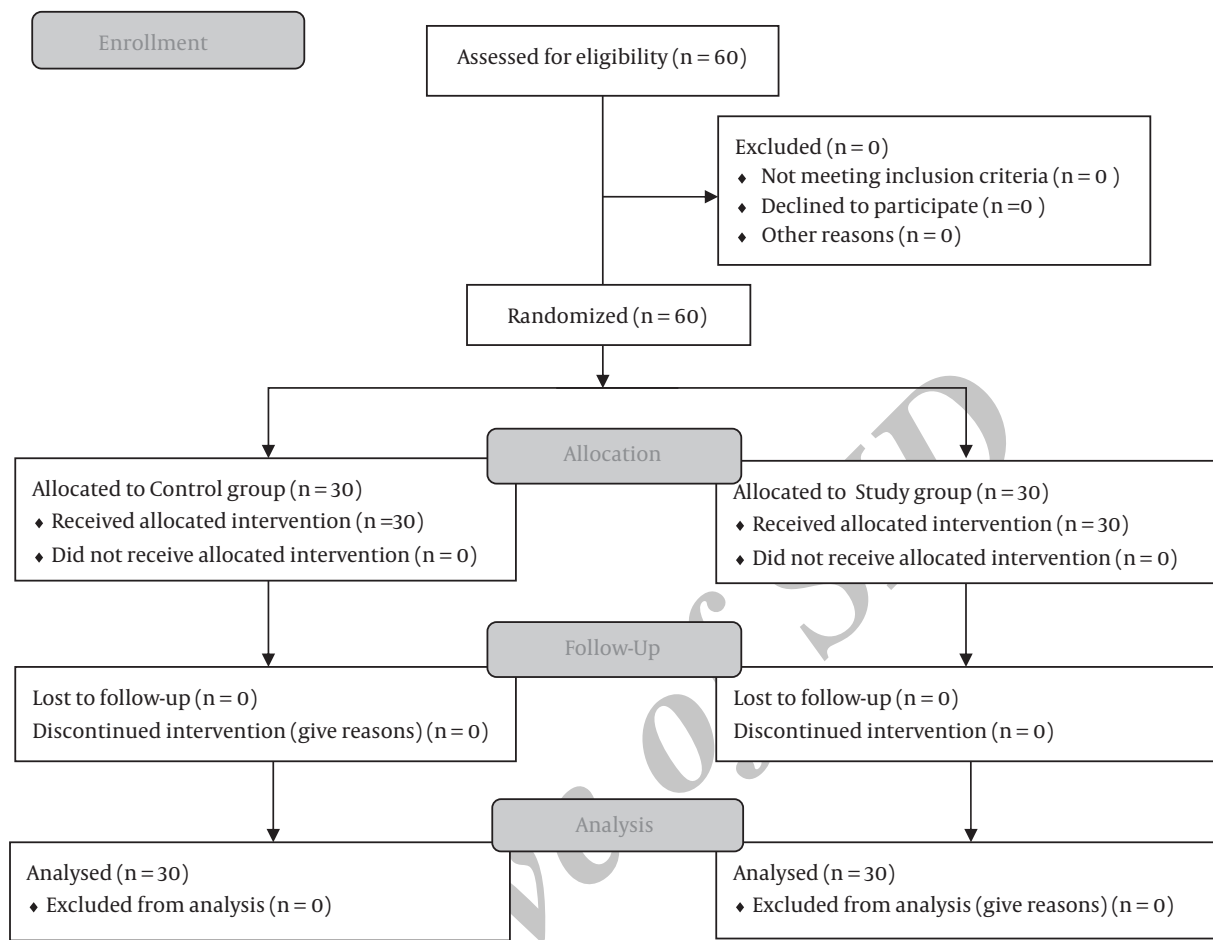 Enrollment
Assessed for eligibility (n = 60)
Excluded (n = 0)
♦ Not meeting inclusion criteria (n = 0 )
♦ Declined to participate (n =0 )
♦ Other reasons (n = 0)
Randomized (n = 60)
Allocation
Allocated to Control group (n = 30)
♦ Received allocated intervention (n =30)
♦ Did not receive allocated intervention (n = 0)
Allocated to Study group (n = 30)
♦ Received allocated intervention (n = 30)
♦ Did not receive allocated intervention (n = 0)
Follow-Up
Lost to follow-up (n = 0)
Discontinued intervention (give reasons) (n = 0)
Lost to follow-up (n = 0)
Discontinued intervention (n = 0)
Analysis
Analysed (n = 30)
♦ Excluded from analysis (n = 0)
Analysed (n = 30)
♦ Excluded from analysis (give reasons) (n = 0)
of SID